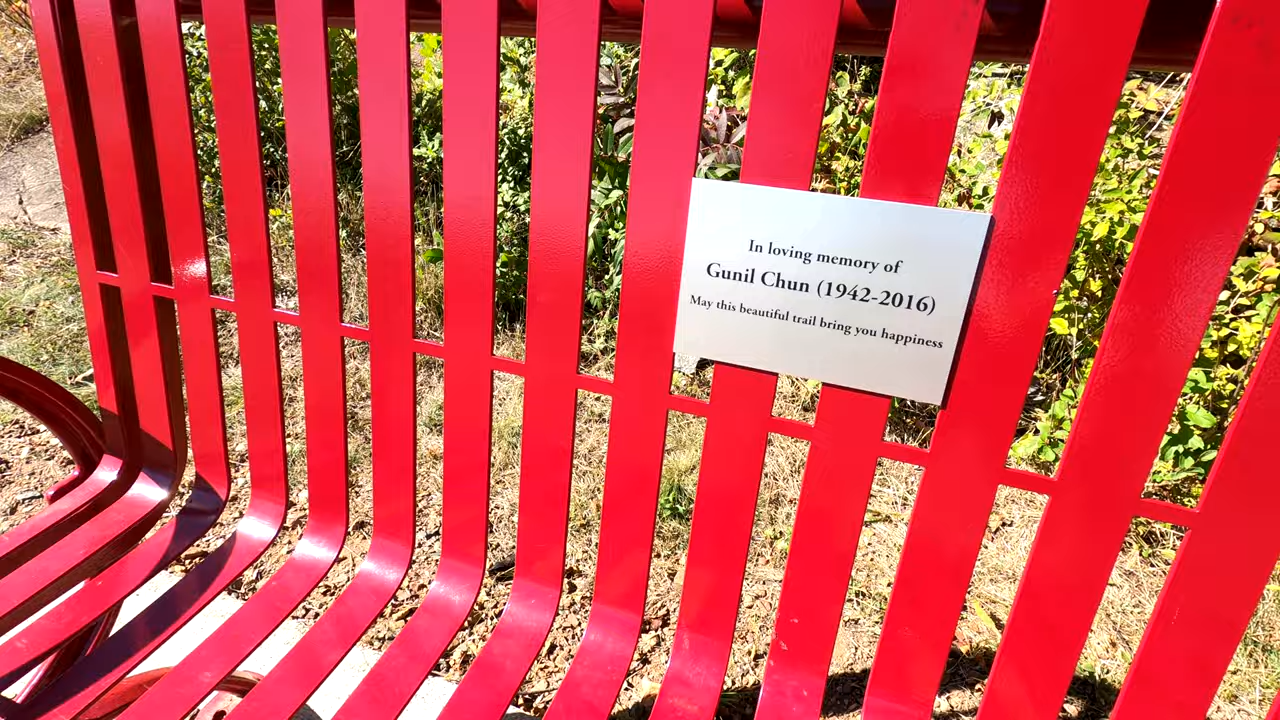 In loving memory of
Gunil Chun (1942-2016)
May this beautiful trail bring you happiness